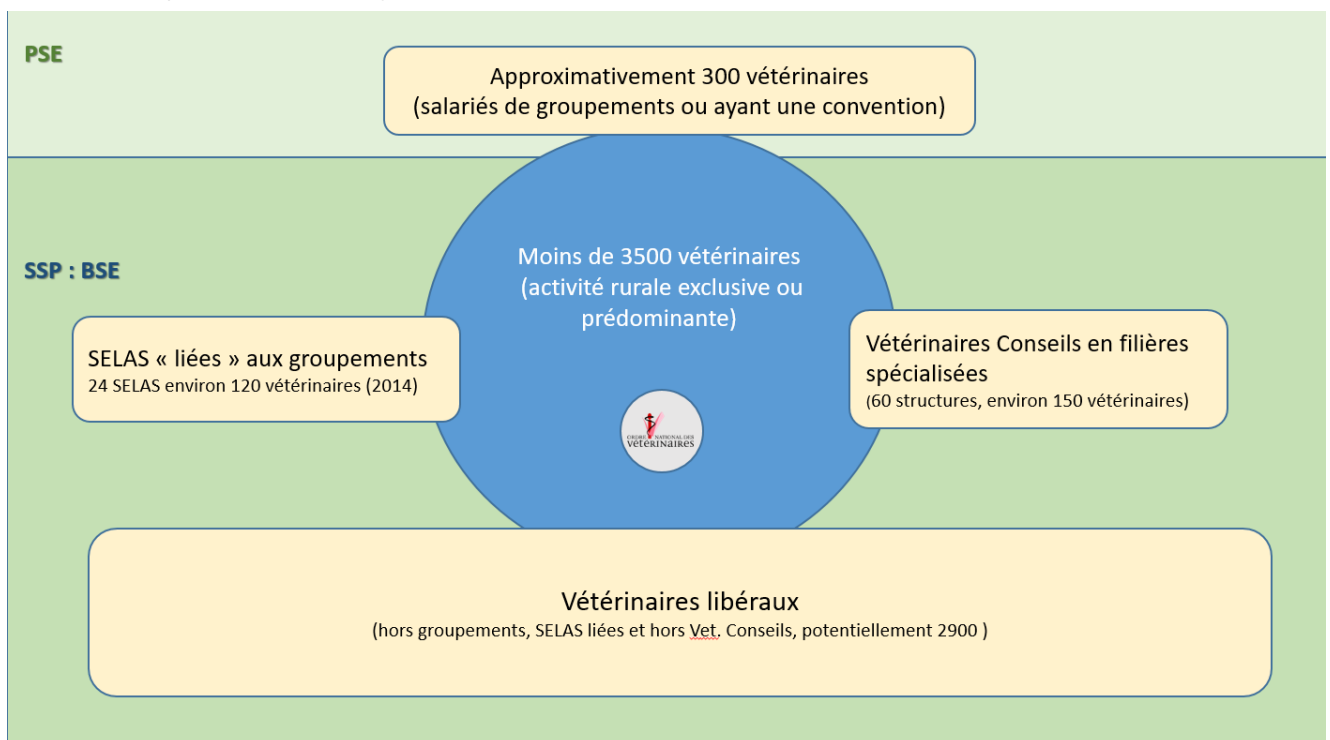 PSE
Approximativement 300 vétérinaires
(salariés de groupements ou ayant une convention)
Moins de 3500 vétérinaires
(activité rurale exclusive ou
prédominante)
SSP : BSE
SELAS « liées » aux groupements
24 SELAS environ 120 vétérinaires (2014)
Vétérinaires Conseils en filières
spécialisées
(60 structures, environ 150 vétérinaires)
ORDRE NATIONAL DES
VÉTÉRINAIRES
Vétérinaires libéraux
(hors groupements, SELAS liées et hors Vet. Conseils, potentiellement 2900 )